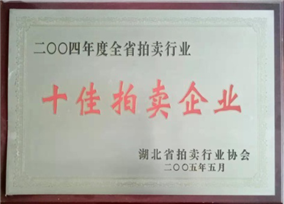 二〇〇四年度全省拍卖行业
十佳拍卖企业
湖北省拍卖行业协会
二〇〇五年五月